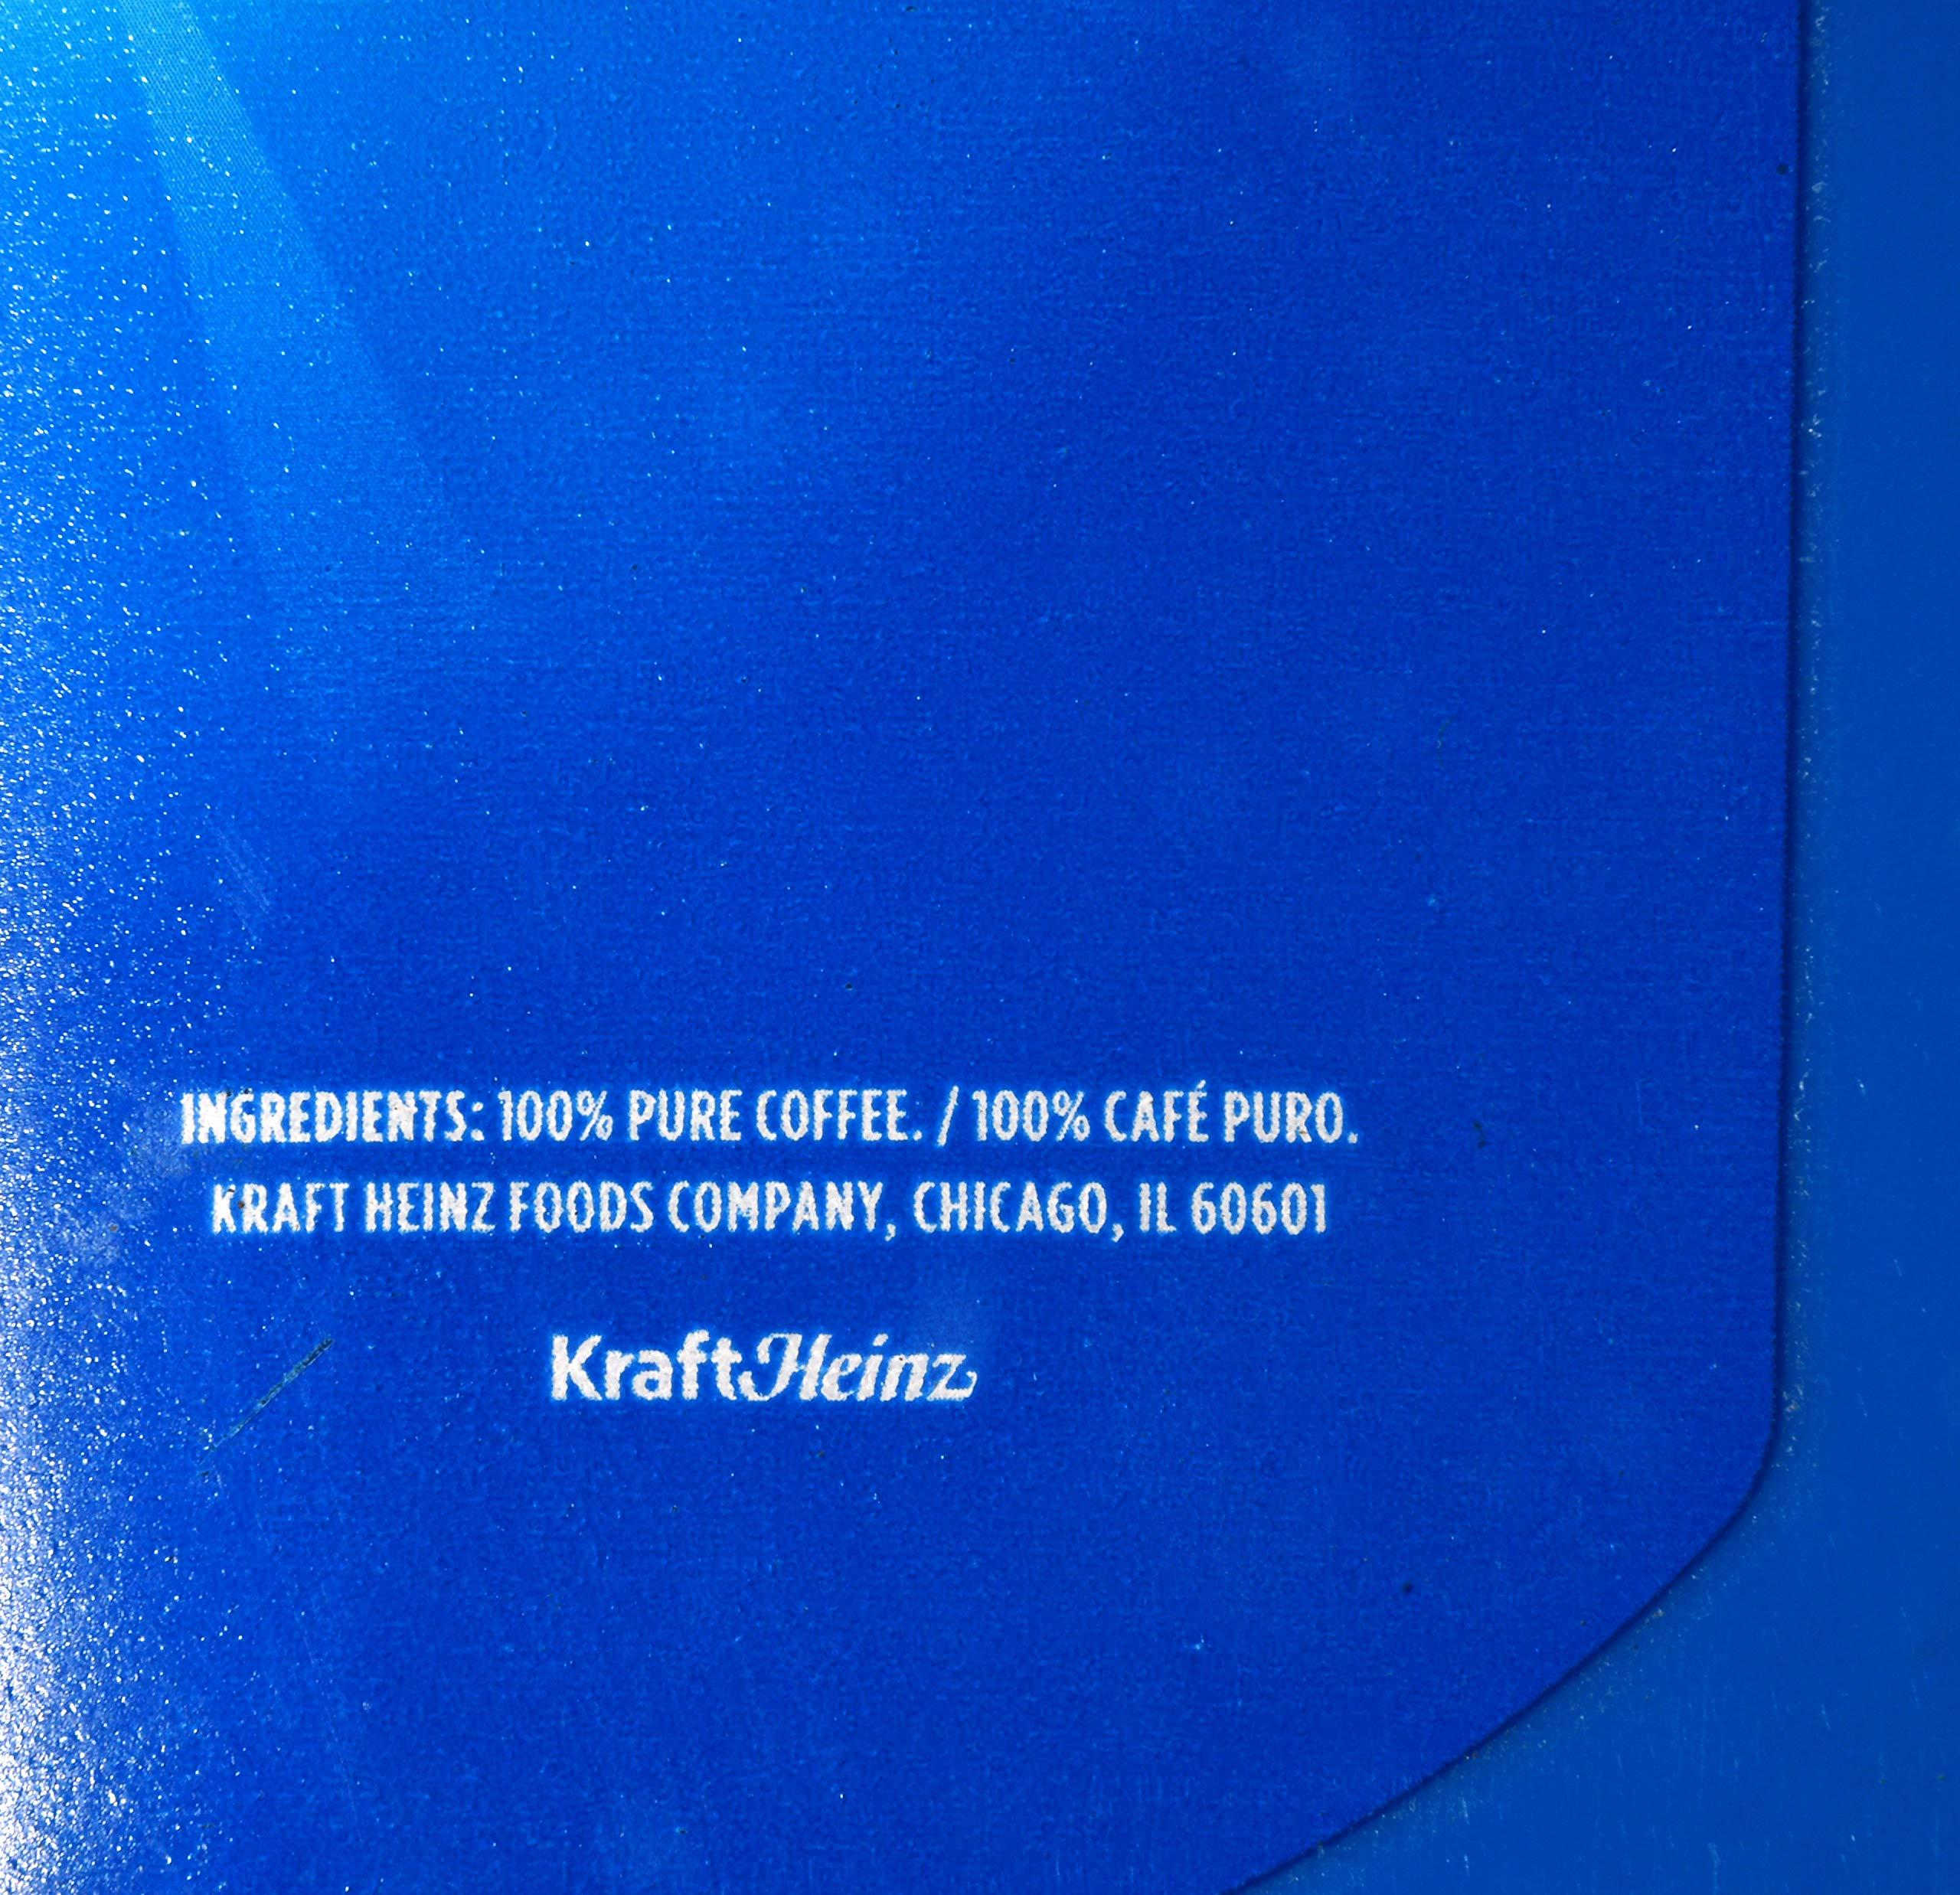 INGREDIENTS: 100% PURE COFFEE. / 100% CAFÉ PURO.
KRAFT HEINZ FOODS COMPANY, CHICAGO, IL 60601
KraftHeinz